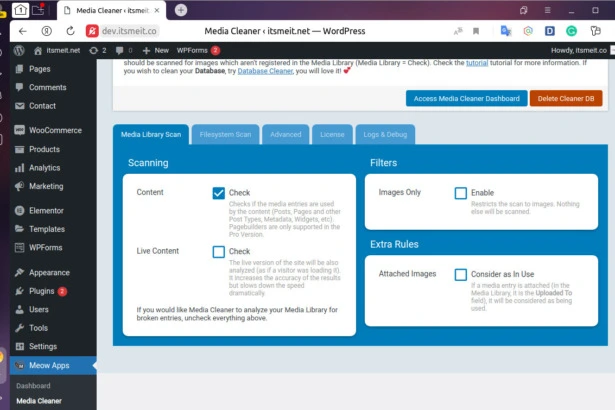 1
Media Cleaner ‹ itsmeit.
dev.itsmeit.co
Media Cleaner ‹ itsmeit.net — WordPress
itsmeit.net
2
0
New
WPForms
2
Howdy, Itsmeit.co
Pages
Comments
Contact
WooCommerce
Products
Analytics
Marketing
Elementor
Templates
WPForms
Appearance
Plugins 2
Users
Tools
Settings
Meow Apps
Dashboard
Media Cleaner
should be scanned for images which aren't registered in the Media Library (Media Library = Check). Check the tutorial tutorial for more information. If
you wish to clean your Database, try Database Cleaner, you will love it!
Access Media Cleaner Dashboard
Delete Cleaner DB
Media Library Scan
Filesystem Scan
Advanced
License
Logs & Debug
Scanning
Content
Check
Checks if the media entries are used
by the content (Posts, Pages and other
Post Types, Metadata, Widgets, etc).
Pagebuilders are only supported in the
Pro Version.
Live Content
Check
The live version of the site will be also
analyzed (as if a visitor was loading it).
It increases the accuracy of the results
but slows down the speed
dramatically.
If you would like Media Cleaner to analyze your Media Library for
broken entries, uncheck everything above.
Filters
Images Only
Enable
Restricts the scan to images. Nothing
else will be scanned.
Extra Rules
Attached Images
Consider as In Use
If a media entry is attached (in the
Media Library, it is the Uploaded To
field), it will be considered as being
used.